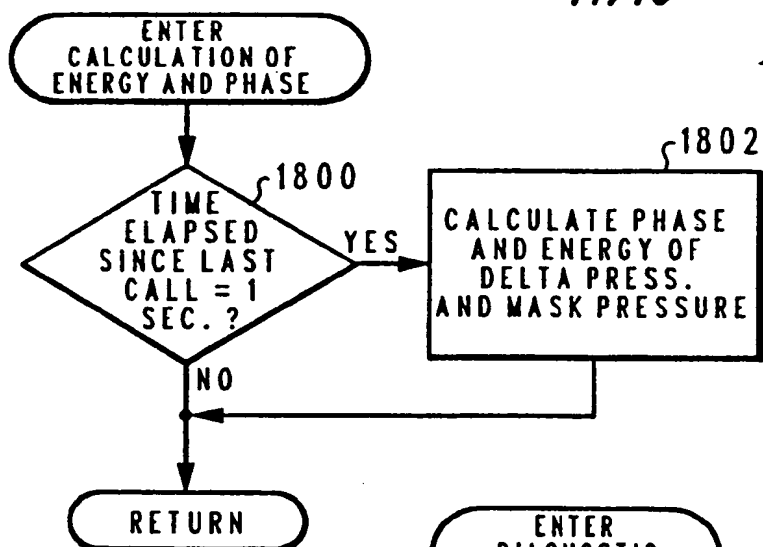 ENTER
CALCULATION OF
ENERGY AND PHASE
1800
TIME
ELAPSED
SINCE LAST
CALL = 1
SEC. ?
YES
1802
CALCULATE PHASE
AND ENERGY OF
DELTA PRESS.
AND MASK PRESSURE
NO
RETURN
ENTER